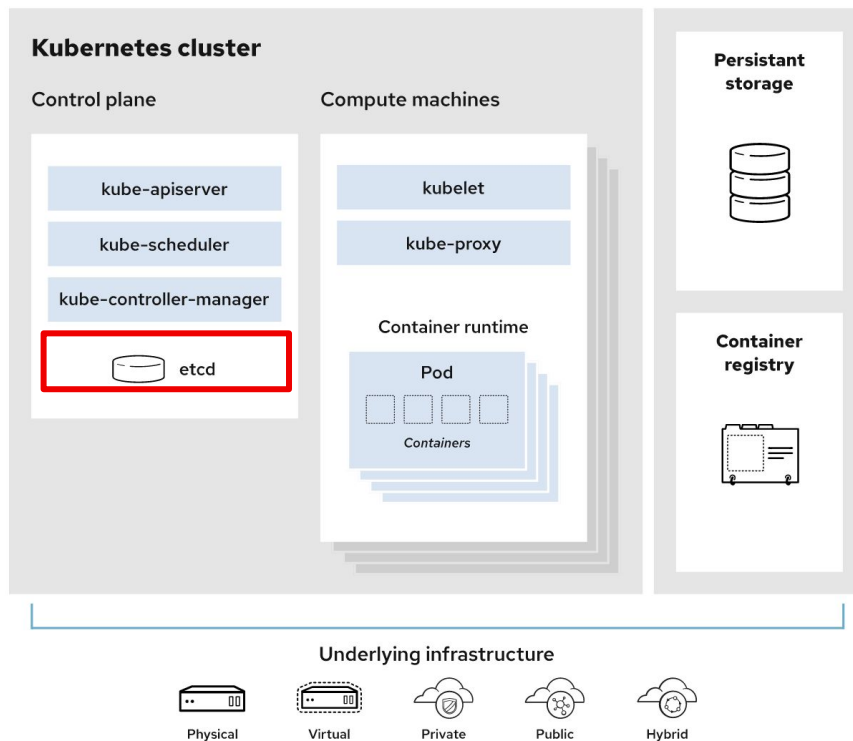 Kubernetes cluster
Control plane
kube-apiserver
kube-scheduler
kube-controller-manager
etcd
Compute machines
kubelet
kube-proxy
Container runtime
Pod
Containers
Persistant
storage
Container
registry
Underlying infrastructure
Physical
Virtual
Private
Public
Hybrid